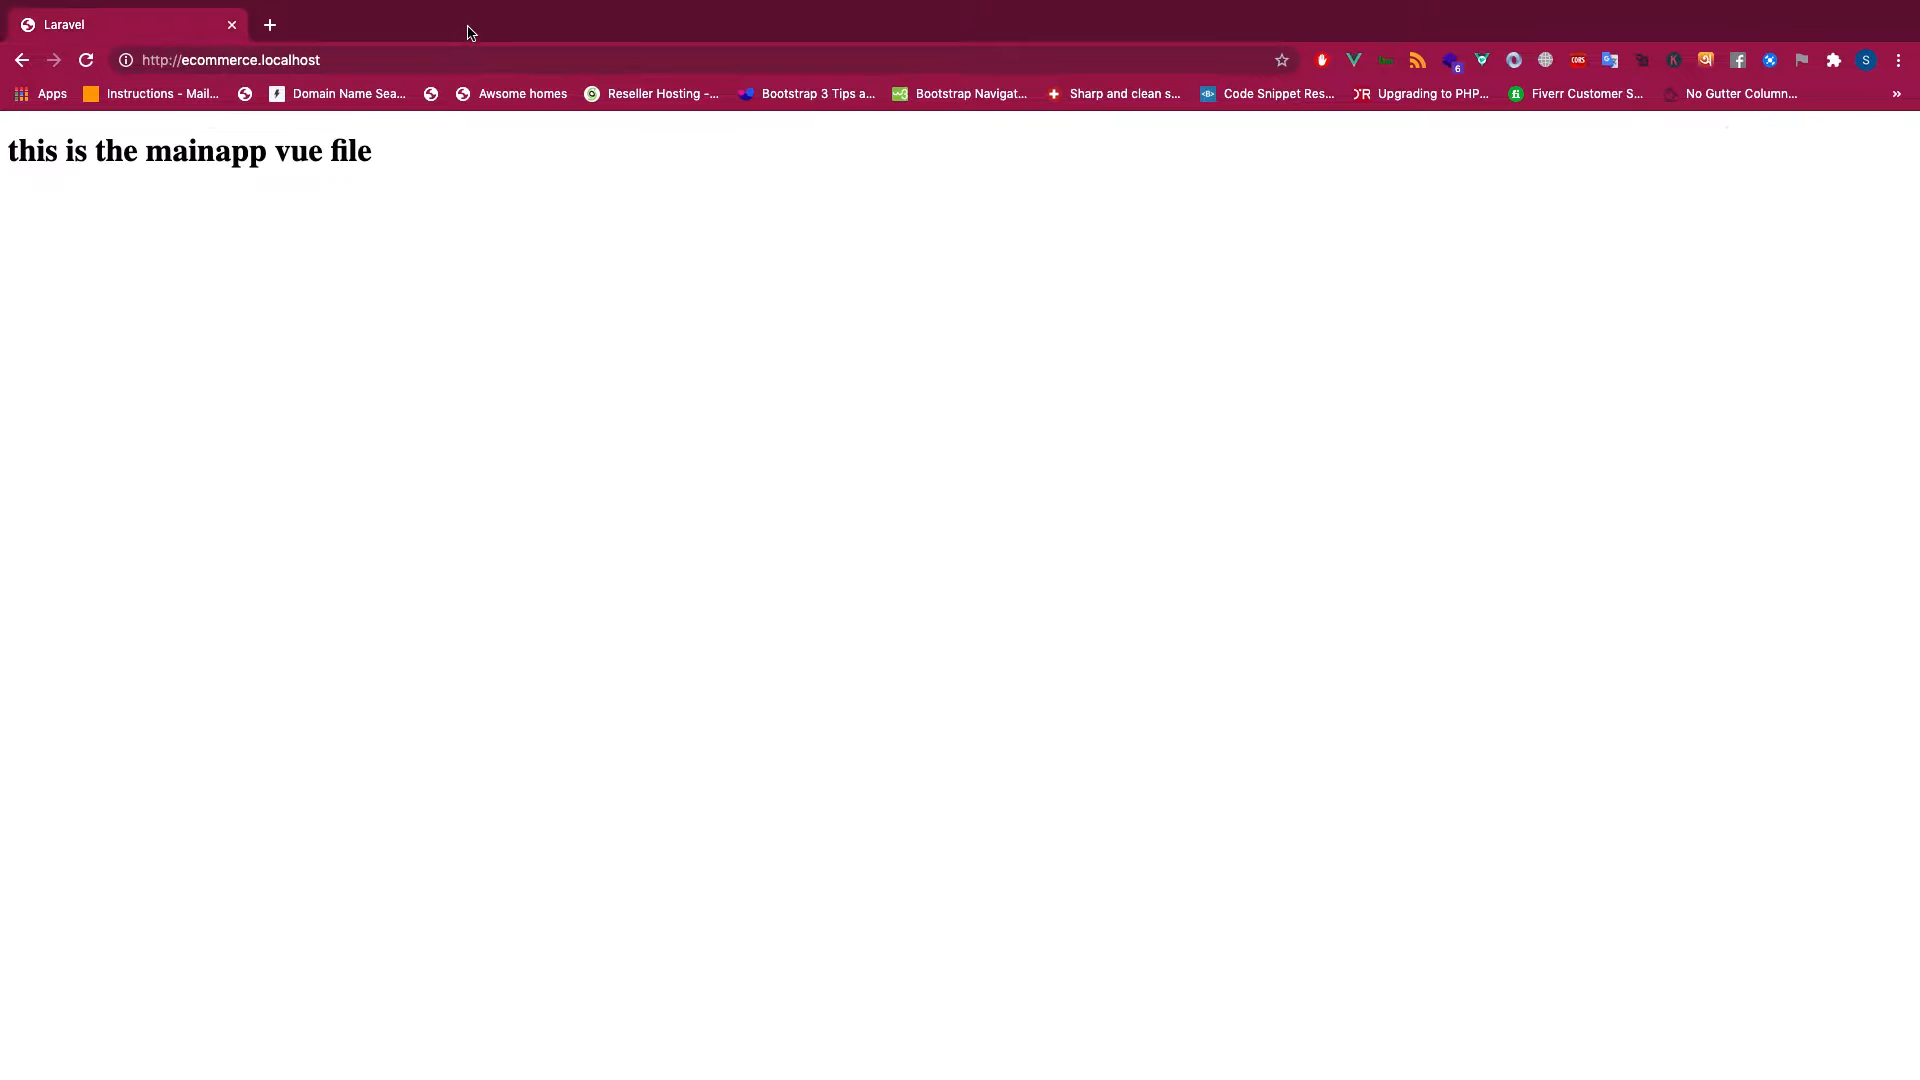 Laravel
http://ecommerce.localhost
6
CORS
S
Apps
Instructions - Mail...
Domain Name Sea...
Awsome homes
Reseller Hosting -...
Bootstrap 3 Tips a...
Bootstrap Navigat...
Sharp and clean s...
Code Snippet Res...
Upgrading to PHP...
Fiverr Customer S...
No Gutter Column...
this is the mainapp vue file